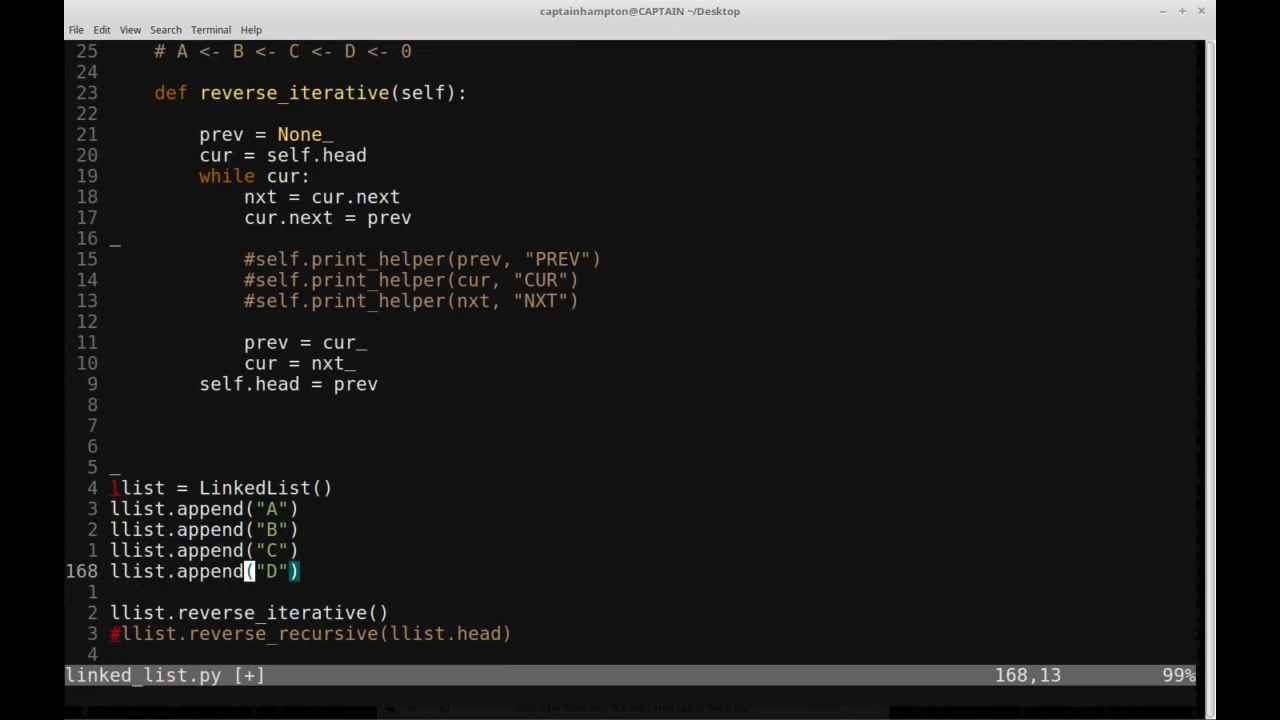 captainhampton@CAPTAIN ~/Desktop
File Edit View Search Terminal Help
25     # A <- B <- C <- D <- 0
24
23     def reverse_iterative(self):
22
21         prev = None_
20         cur = self.head
19         while cur:
18             nxt = cur.next
17             cur.next = prev
16 _
15             #self.print_helper(prev, "PREV")
14             #self.print_helper(cur, "CUR")
13             #self.print_helper(nxt, "NXT")
12
11             prev = cur_
10             cur = nxt_
9         self.head = prev
8
7
6
5 _
4 llist = LinkedList()
3 llist.append("A")
2 llist.append("B")
1 llist.append("C")
168 llist.append("D")
1
2 llist.reverse_iterative()
3 #llist.reverse_recursive(llist.head)
4
linked_list.py [+] 168,13 99%